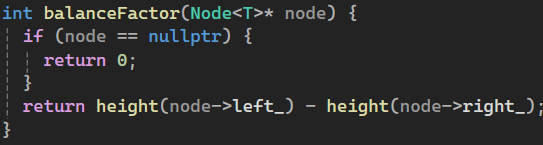 int balanceFactor(Node<T>* node) {
  if (node == nullptr) {
    return 0;
  }
  return height(node->left_) - height(node->right_);
}